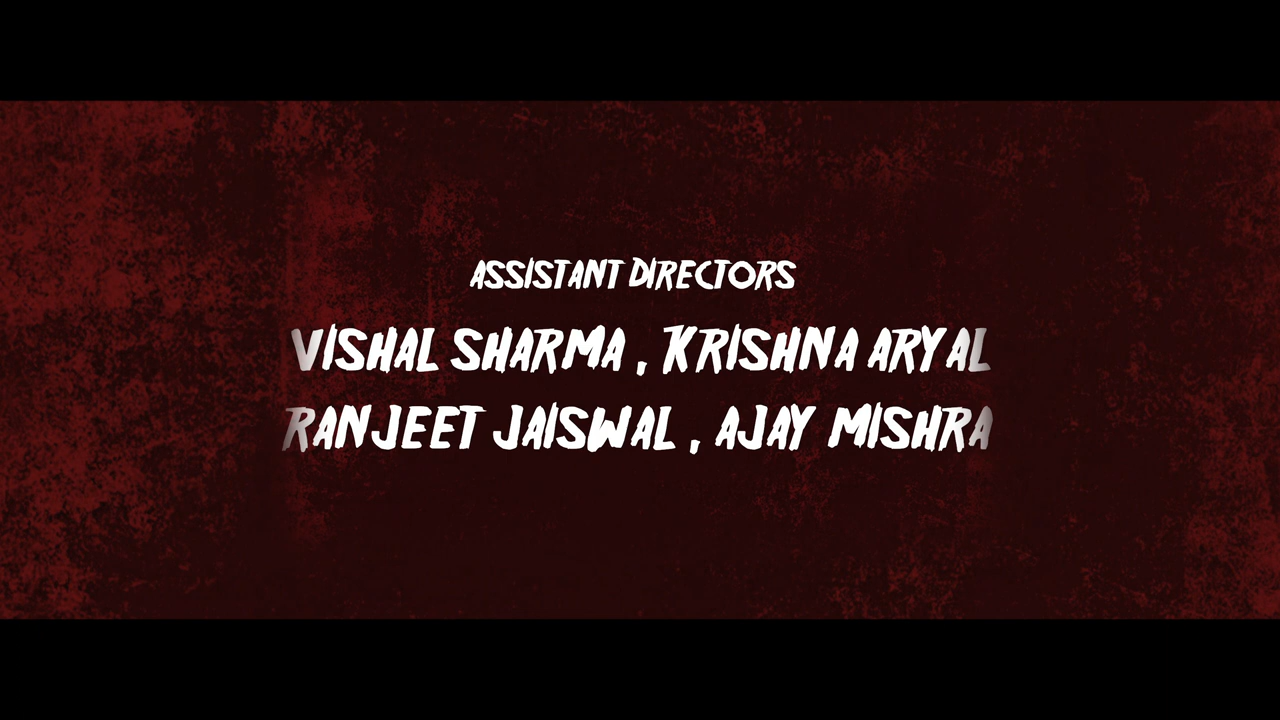 ASSISTANT DIRECTORS
VISHAL SHARMA , KRISHNA ARYAL
RANJEET JAISWAL , AJAY MISHRA